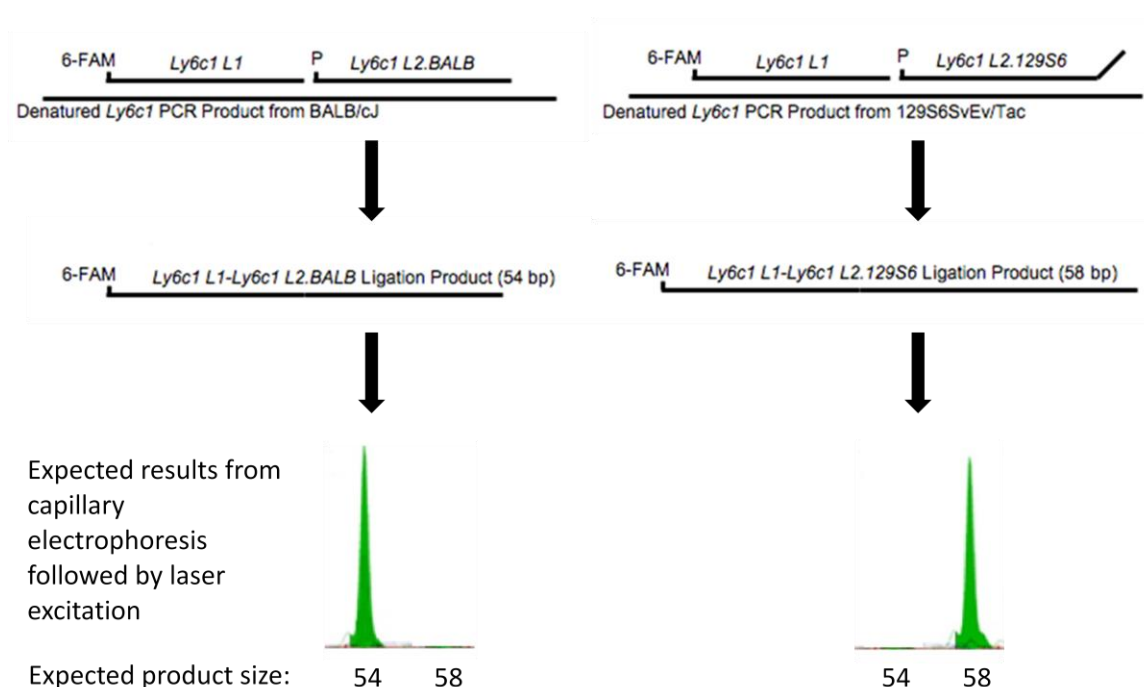 6-FAM Ly6c1 L1 P Ly6c1 L2.BALB
Denatured Ly6c1 PCR Product from BALB/cJ
6-FAM Ly6c1 L1 P Ly6c1 L2.129S6
Denatured Ly6c1 PCR Product from 129S6SvEv/Tac
6-FAM Ly6c1 L1-Ly6c1 L2.BALB Ligation Product (54 bp)
6-FAM Ly6c1 L1-Ly6c1 L2.129S6 Ligation Product (58 bp)
Expected results from
capillary
electrophoresis
followed by laser
excitation
Expected product size: 54 58 54 58